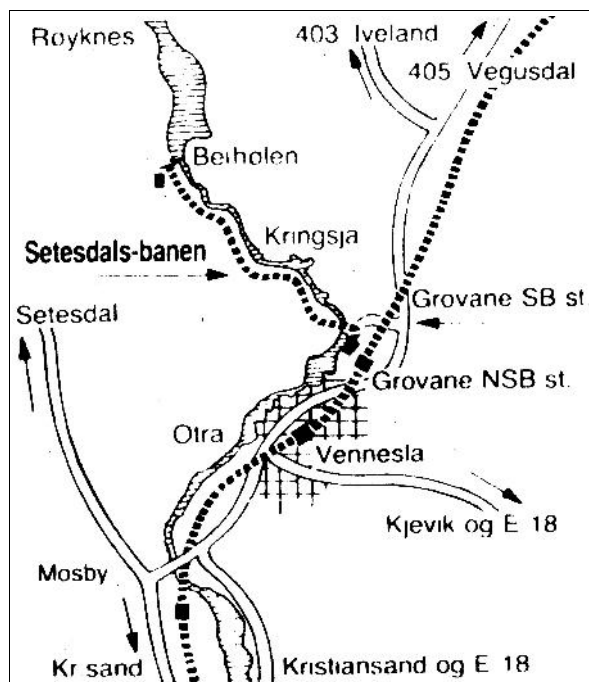 Røyknes
403 Iveland
405 Vegusdal
Beihølen
Kringsja
Setesdals-banen
Setesdal
Grovane SB st.
Grovane NSB st.
Otra
Vennesla
Kjevik og E 18
Mosby
Kr sand
Kristiansand og E 18